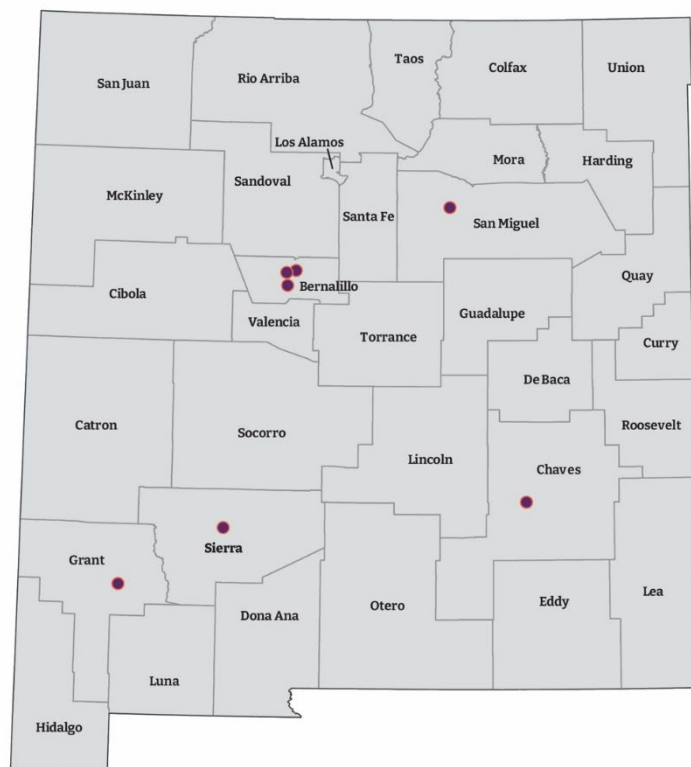 Taos
Colfax
Union
San Juan
Rio Arriba
Los Alamos
Mora
Harding
Sandoval
McKinley
Santa Fe
San Miguel
Quay
Cibola
Bernalillo
Guadalupe
Valencia
Torrance
Curry
De Baca
Catron
Roosevelt
Socorro
Lincoln
Chaves
Sierra
Grant
Lea
Eddy
Otero
Dona Ana
Luna
Hidalgo